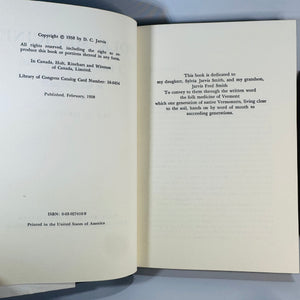 Copyright © 1958 by D. C. Jarvis
All rights reserved, including the right to re-
produce this book or portions thereof in any form.
In Canada, Holt, Rinehart and Winston
of Canada, Limited.
Library of Congress Catalog Card Number: 58-6454
Published, February, 1958
ISBN: 0-03-027410-9
Printed in the United States of America
This book is dedicated to
my daughter, Sylvia Jarvis Smith, and my grandson,
Jarvis Fred Smith
To convey to them through the written word
the folk medicine of Vermont
which one generation of native Vermonters, living close
to the soil, hands on by word of mouth to
succeeding generations.